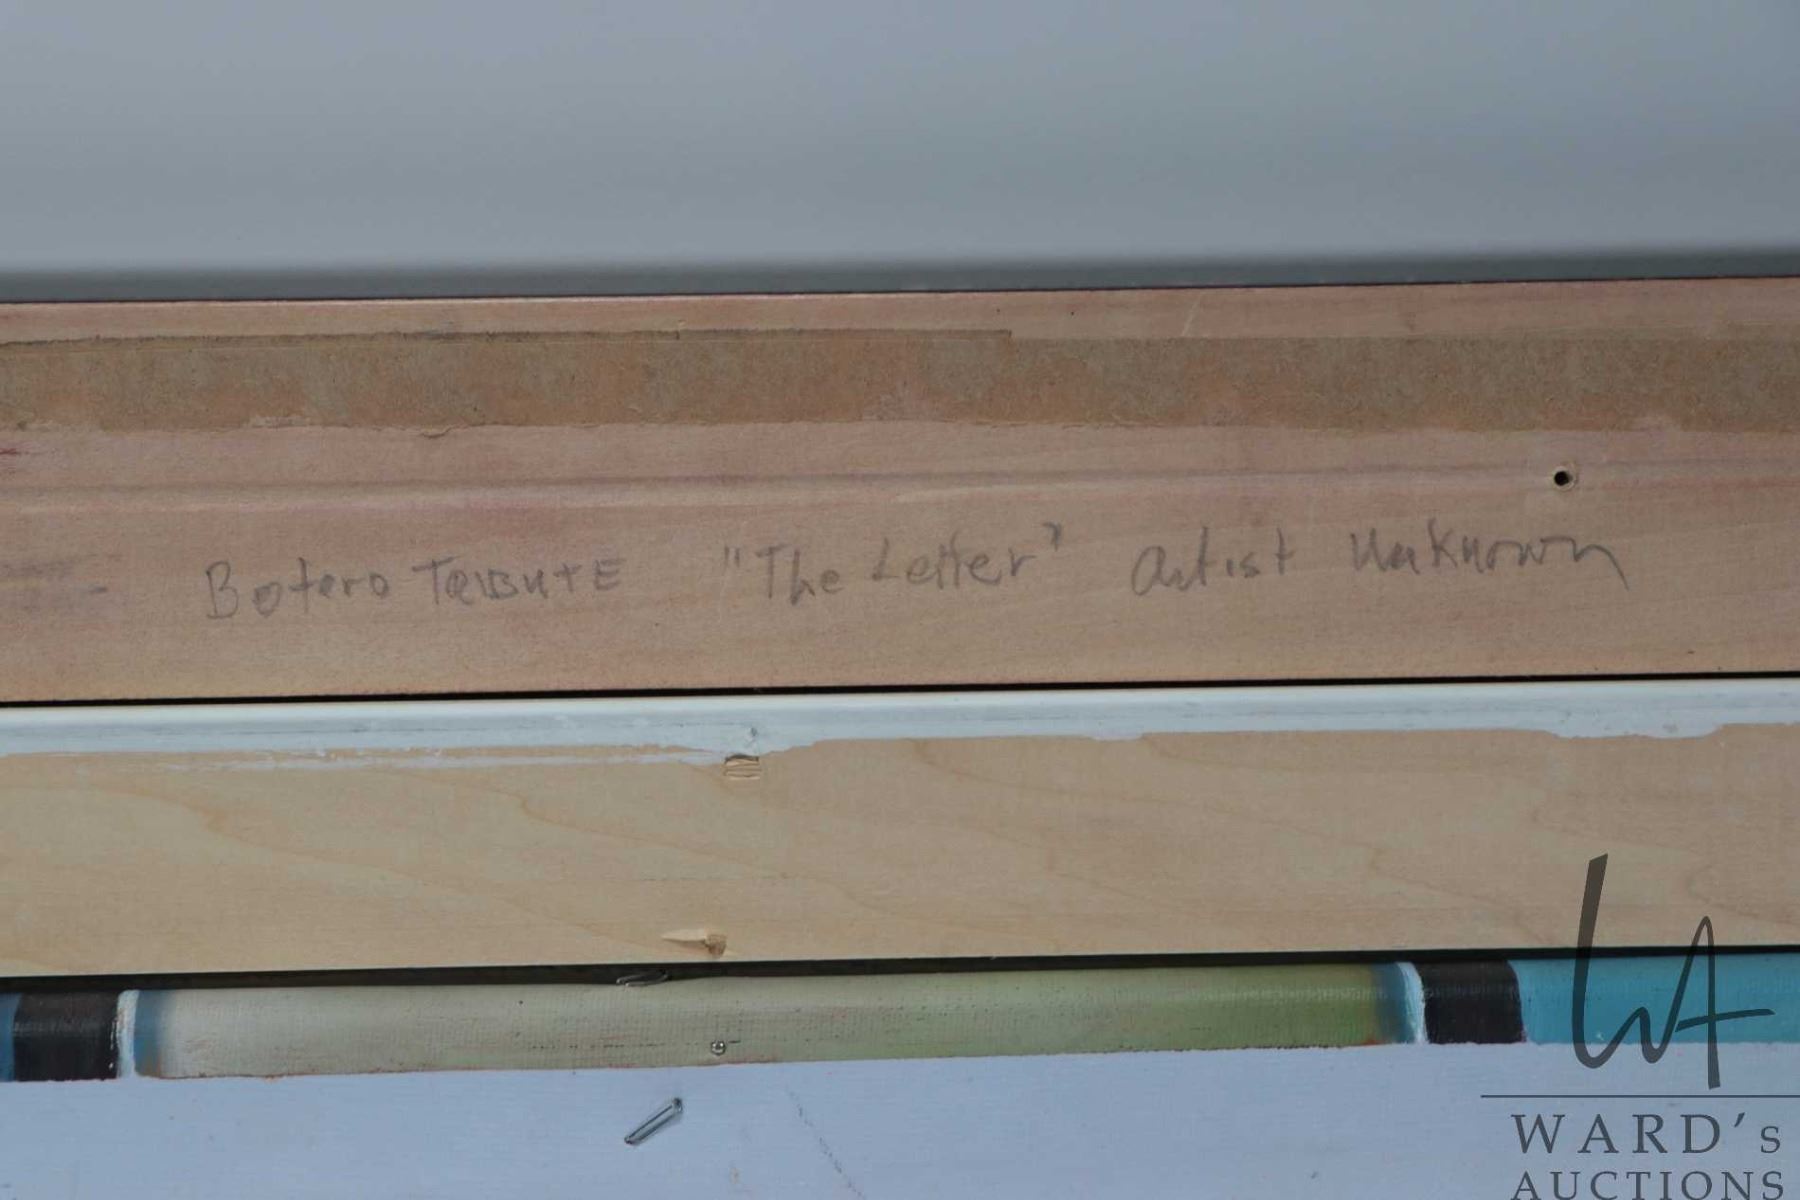 Botero Tribute "The Letter" Artist Unknown
WARD's
AUCTIONS